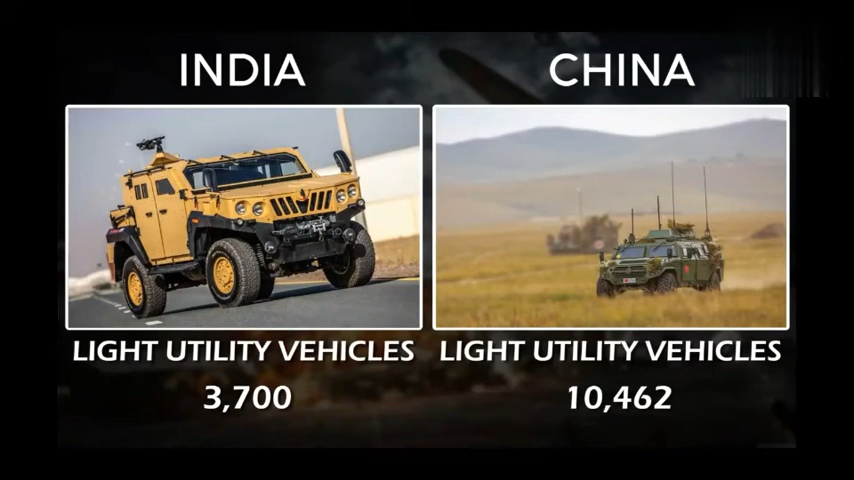 INDIA
CHINA
LIGHT UTILITY VEHICLES
LIGHT UTILITY VEHICLES
3,700
10,462